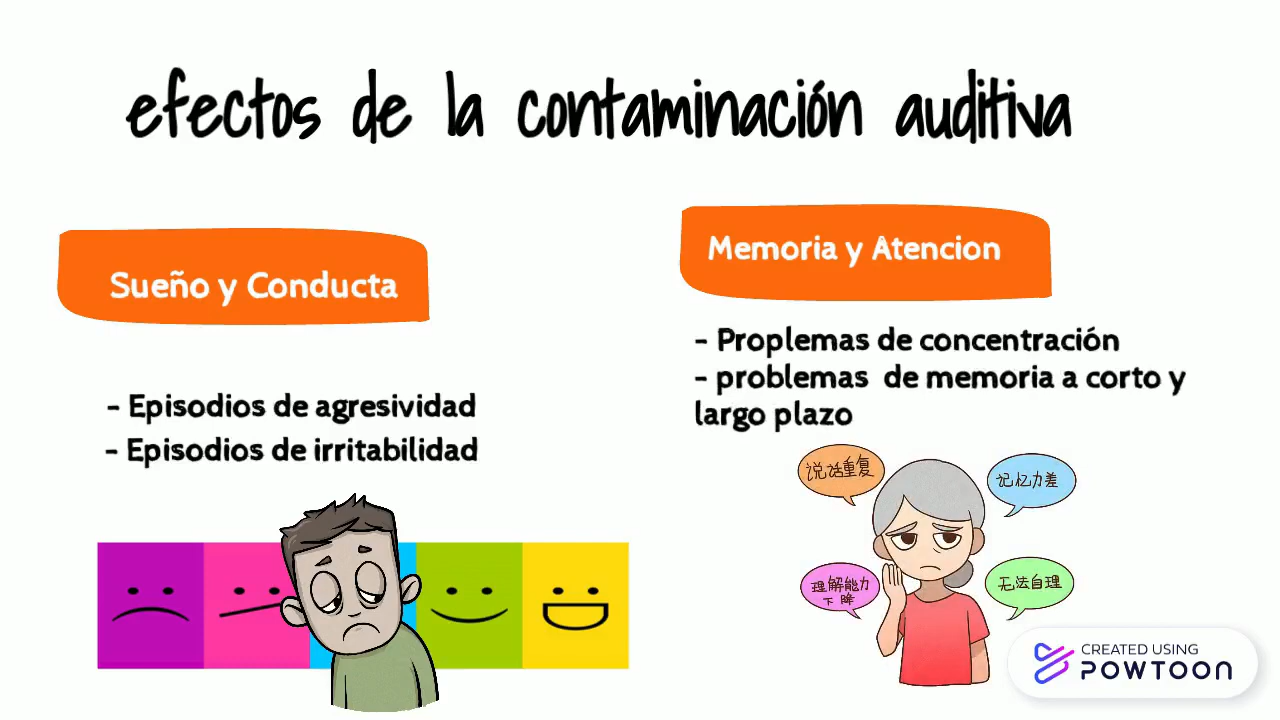 efectos de la contaminación auditiva
Sueño y Conducta
- Episodios de agresividad
- Episodios de irritabilidad
Memoria y Atencion
- Proplemas de concentración
- problemas de memoria a corto y
largo plazo
说话重复
记忆力差
理解能力
下降
无法自理
CREATED USING
POWTOON